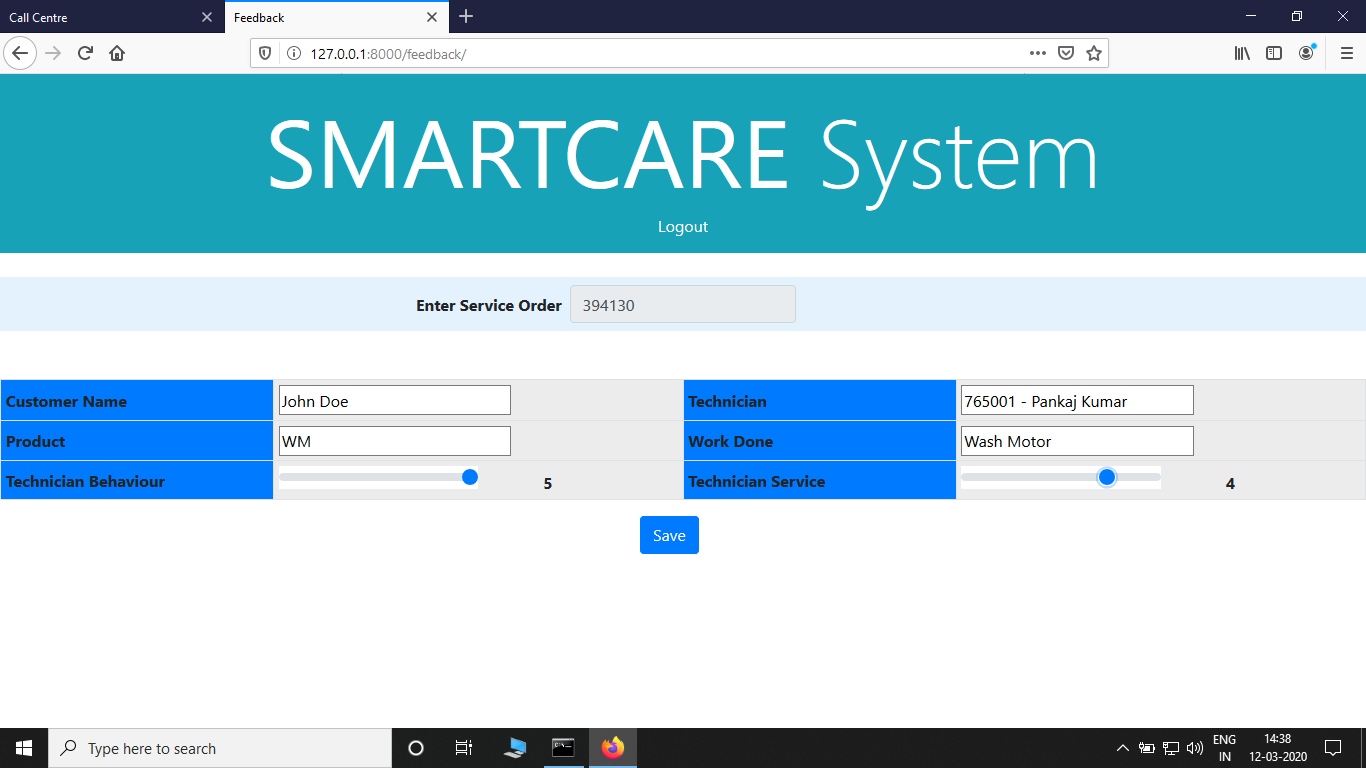 Call Centre
Feedback
127.0.0.1:8000/feedback/
SMARTCARE System
Logout
Enter Service Order 394130
Customer Name John Doe Technician 765001 - Pankaj Kumar
Product WM Work Done Wash Motor
Technician Behaviour 5 Technician Service 4
Save
Type here to search
ENG
IN
14:38
12-03-2020